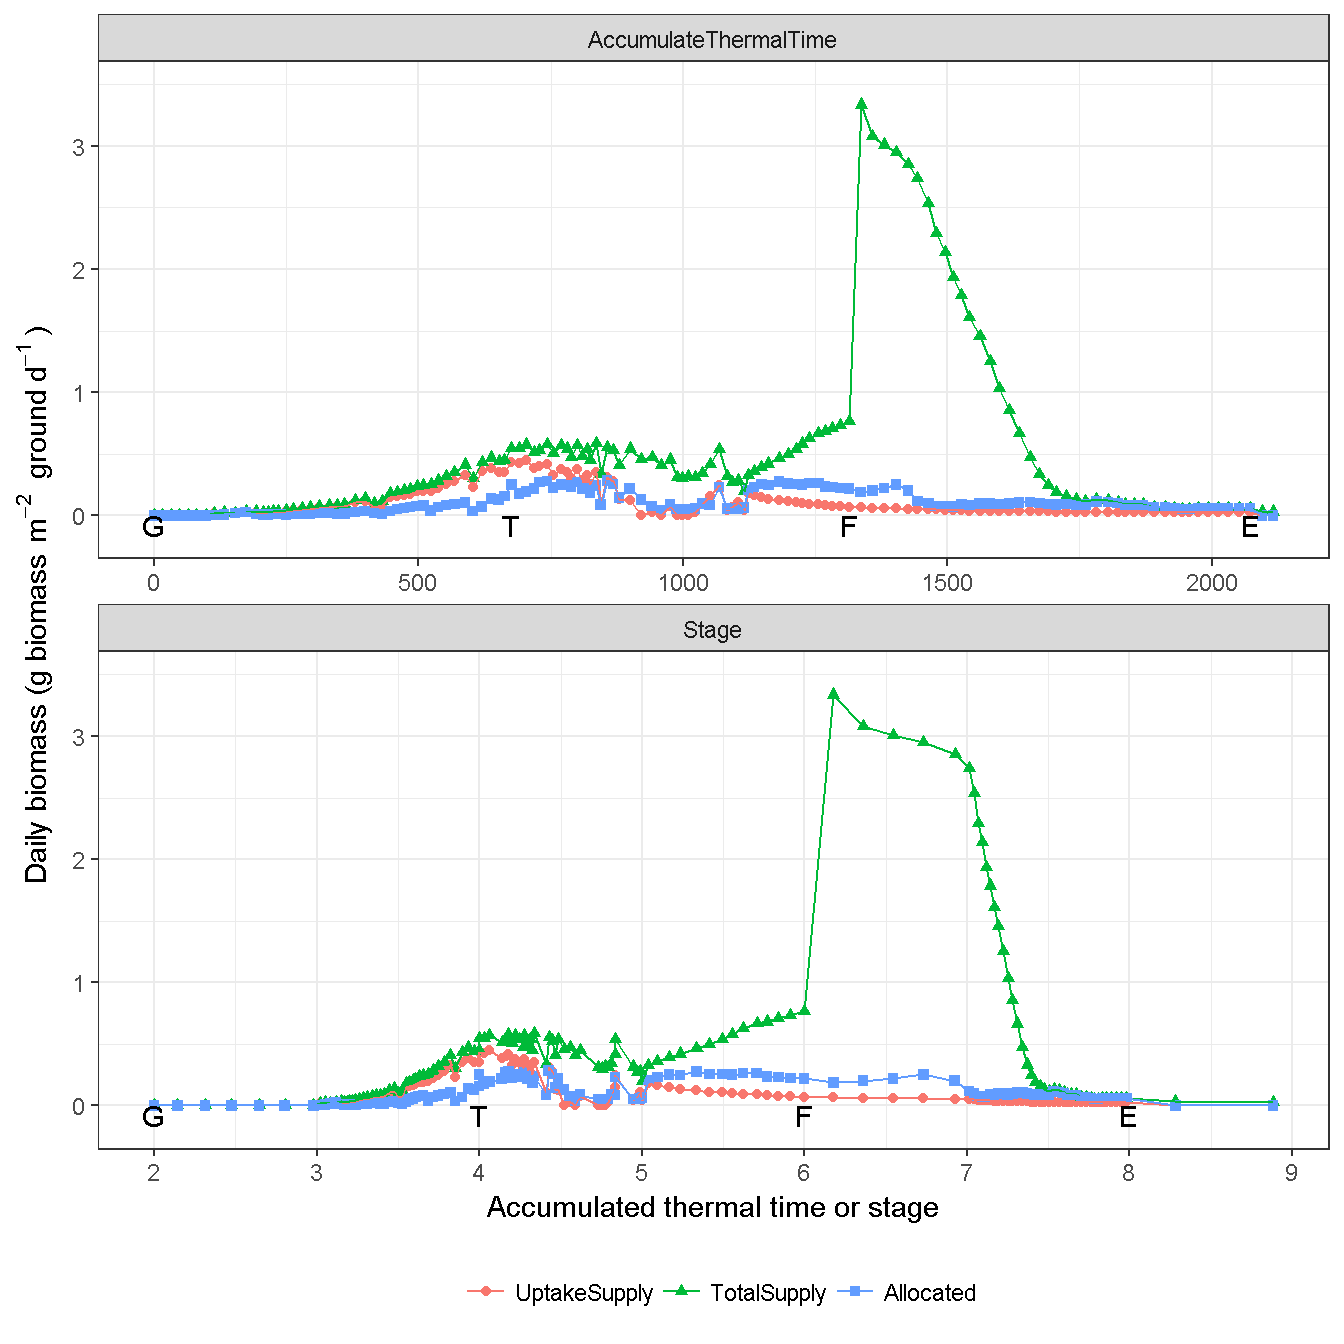 AccumulateThermalTime
3
2
1
0
G T F E
0 500 1000 1500 2000
Stage
3
2
1
0
G T F E
2 3 4 5 6 7 8 9
Daily biomass (g biomass m⁻² ground d⁻¹ )
Accumulated thermal time or stage
UptakeSupply TotalSupply Allocated